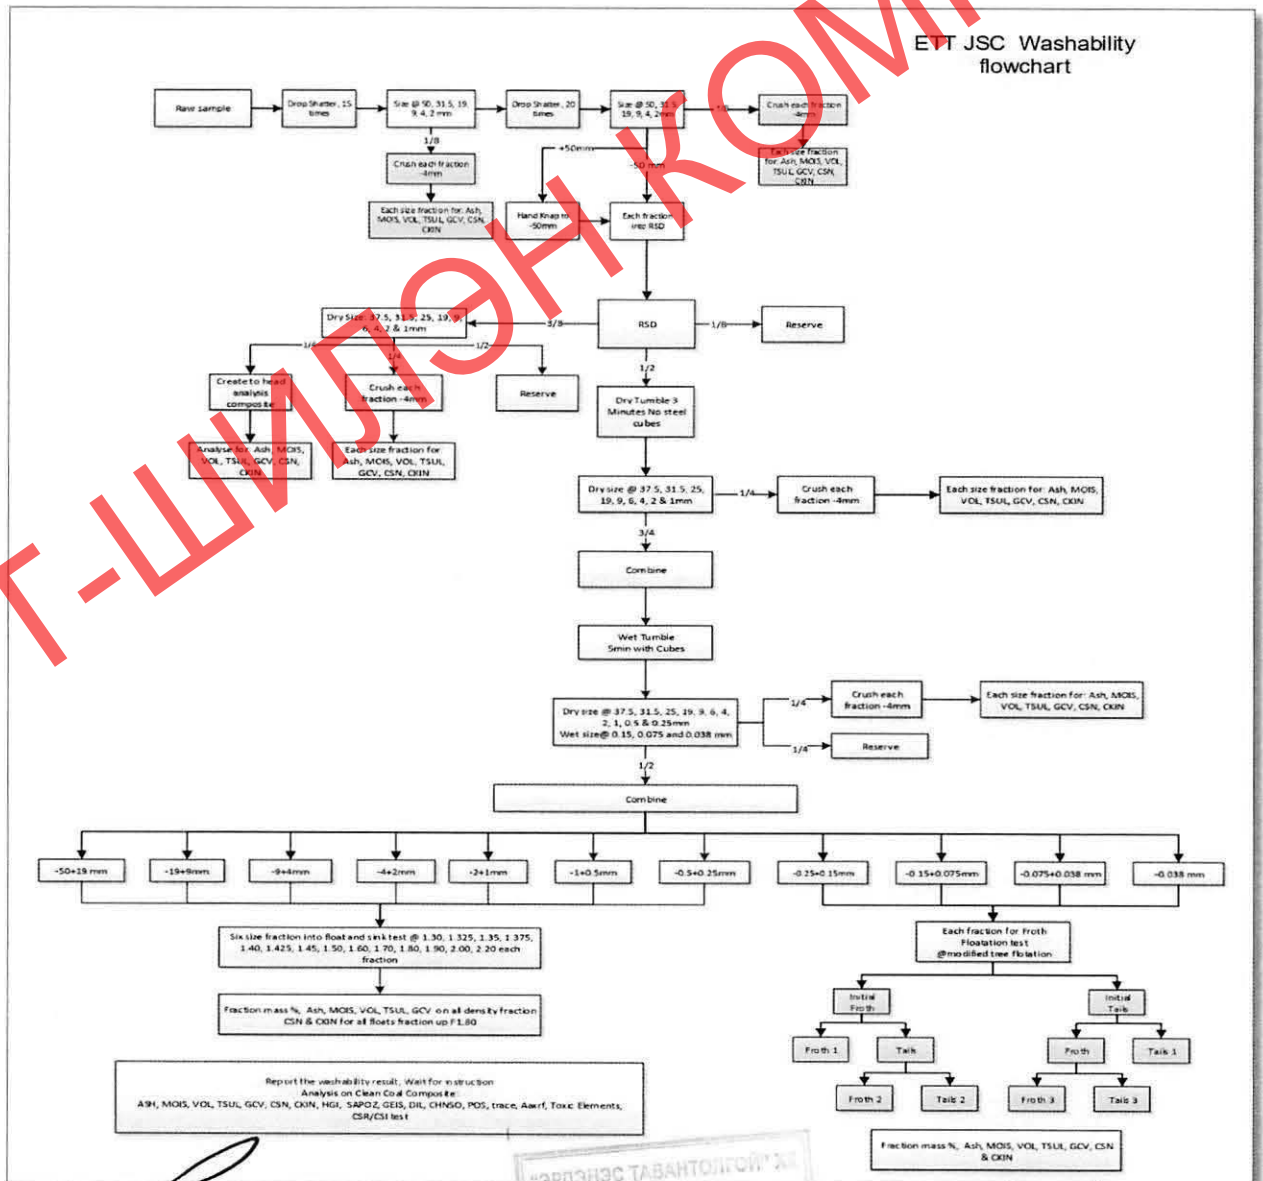 ETT JSC Washability
flowchart
Raw sample
Drop Shatter, 15
times
Size @ 50, 31.5, 19,
9, 4, 2 mm
Drop Shatter, 20
times
Size @ 50, 31.5,
19, 9, 4, 2mm
1/8
Crush each fraction
-4mm
1/8
Crush each fraction
-4mm
+50mm
-50 mm
Each size fraction
for: Ash, MOIS, VOL,
TSUL, GCV, CSN,
CKIN
Each size fraction for: Ash,
MOIS, VOL, TSUL, GCV, CSN,
CKIN
Hand Knap to
-50mm
Each fraction
into RSD
Dry Size: 37.5, 31.5, 25, 19, 9,
6, 4, 2 & 1mm
3/8
RSD
1/8
Reserve
1/4
1/2
1/2
Create to head
analysis
composite
Crush each
fraction -4mm
Reserve
Dry Tumble 3
Minutes No steel
cubes
Analyse for: Ash, MOIS,
VOL, TSUL, GCV, CSN,
CKIN
Each size fraction for
Ash, MOIS, VOL, TSUL,
GCV, CSN, CKIN
Dry size @ 37.5, 31.5, 25,
19, 9, 6, 4, 2 & 1mm
1/4
Crush each
fraction -4mm
Each size fraction for: Ash, MOIS,
VOL, TSUL, GCV, CSN, CKIN
3/4
Combine
Wet Tumble
5min with Cubes
Dry size @ 37.5, 31.5, 25, 19, 9, 6, 4,
2, 1, 0.5 & 0.25mm
Wet size@ 0.15, 0.075 and 0.038 mm
1/4
Crush each
fraction -4mm
Each size fraction for: Ash, MOIS,
VOL, TSUL, GCV, CSN, CKIN
1/4
Reserve
1/2
Combine
-50+19 mm
-19+9mm
-9+4mm
-4+2mm
-2+1mm
-1+0.5mm
-0.5+0.25mm
-0.25+0.15mm
-0.15+0.075mm
-0.075+0.038 mm
-0.038 mm
Six size fraction into float and sink test @ 1.30, 1.325, 1.35, 1.375,
1.40, 1.425, 1.45, 1.50, 1.60, 1.70, 1.80, 1.90, 2.00, 2.20 each
fraction
Each fraction for Froth
Floatation test
@modified tree flotation
Fraction mass %, Ash, MOIS, VOL, TSUL, GCV on all density fraction
CSN & CKIN for all floats fraction up F1.80
Initial
Froth
Initial
Tails
Froth 1
Tails
Froth
Tails 1
Froth 2
Tails 2
Froth 3
Tails 3
Report the washability result, Wait for instruction
Analysis on Clean Coal Composite:
ASH, MOIS, VOL, TSUL, GCV, CSN, CKIN, HGI, SAPOZ, GEIS, DIL, CHNSO, POS, trace, Aaxrf, Toxic Elements,
CSR/CSI test
Fraction mass %, Ash, MOIS, VOL, TSUL, GCV, CSN
& CKIN
Т-ШИЛЭН КОМ
"ЭРДЭНЭС ТАВАНТОЛГОЙ" ХК